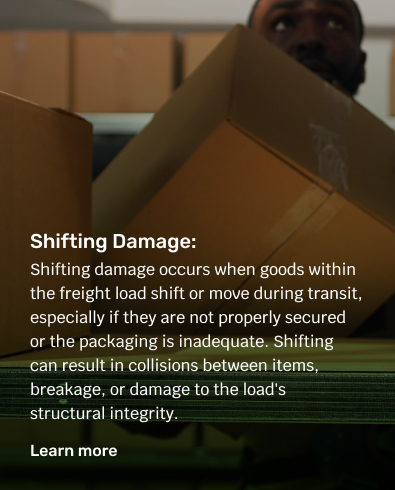 Shifting Damage:
Shifting damage occurs when goods within
the freight load shift or move during transit,
especially if they are not properly secured
or the packaging is inadequate. Shifting
can result in collisions between items,
breakage, or damage to the load's
structural integrity.
Learn more